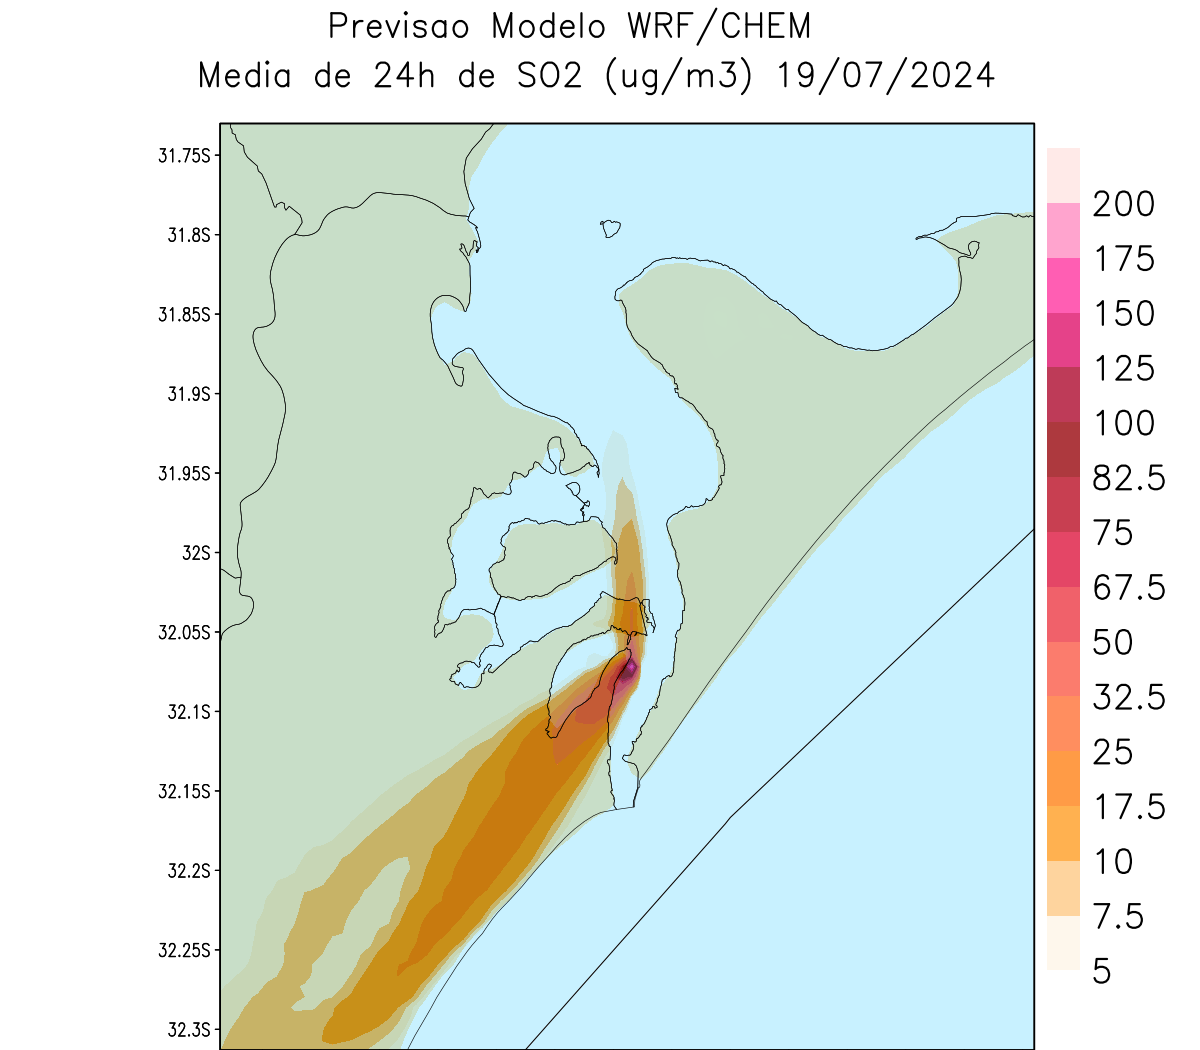 Previsao Modelo WRF/CHEM
Media de 24h de SO2 (ug/m3) 19/07/2024
31.75S
31.8S
31.85S
31.9S
31.95S
32S
32.05S
32.1S
32.15S
32.2S
32.25S
32.3S
200
175
150
125
100
82.5
75
67.5
50
32.5
25
17.5
10
7.5
5